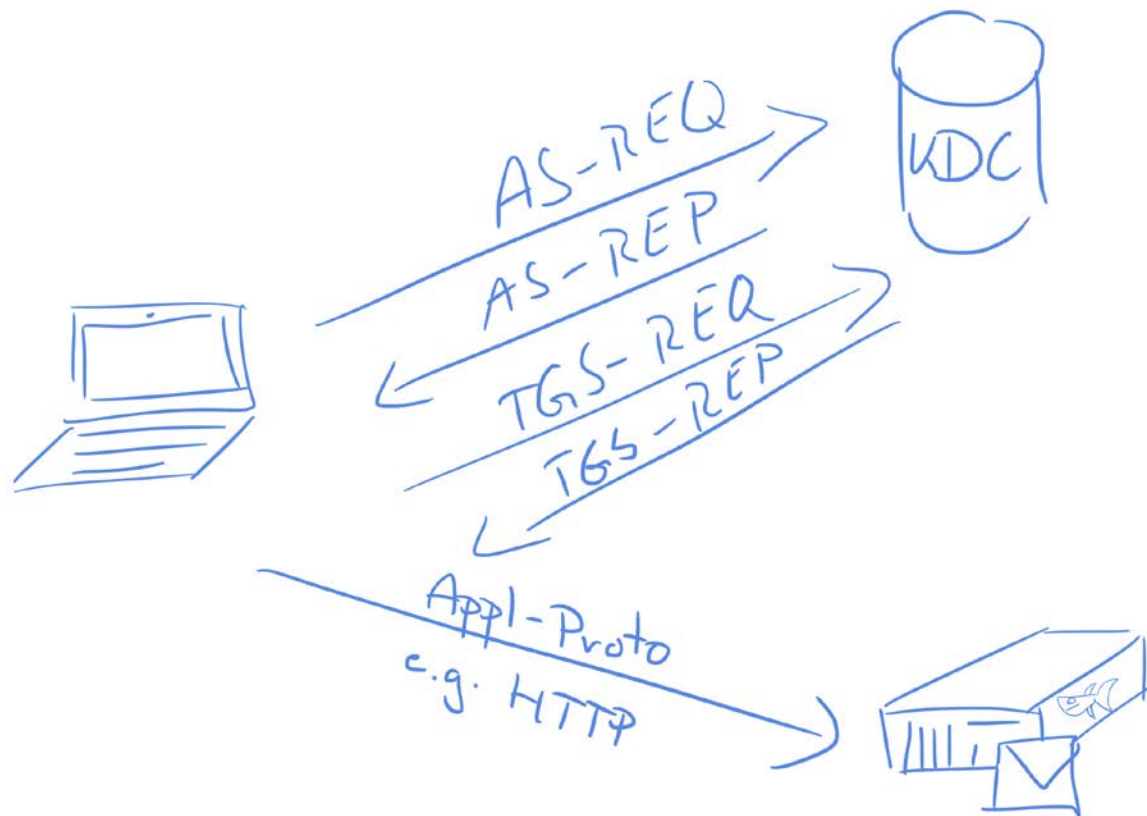 AS-REQ
KDC
AS-REP
TGS-REQ
TGS-REP
Appl-Proto
e.g. HTTP